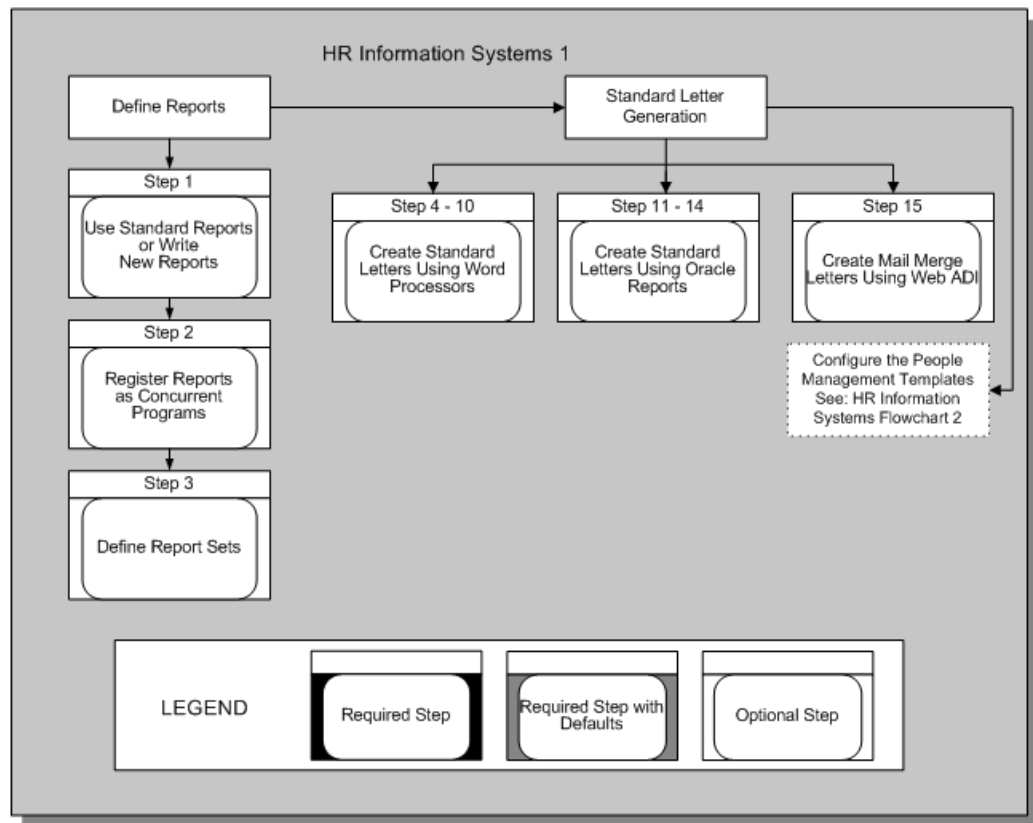 HR Information Systems 1
Define Reports
Standard Letter
Generation
Step 1
Use Standard Reports
or Write
New Reports
Step 2
Register Reports
as Concurrent
Programs
Step 3
Define Report Sets
Step 4 - 10
Create Standard
Letters Using Word
Processors
Step 11 - 14
Create Standard
Letters Using Oracle
Reports
Step 15
Create Mail Merge
Letters Using Web ADI
Configure the People
Management Templates
See: HR Information
Systems Flowchart 2
LEGEND
Required Step
Required Step with
Defaults
Optional Step